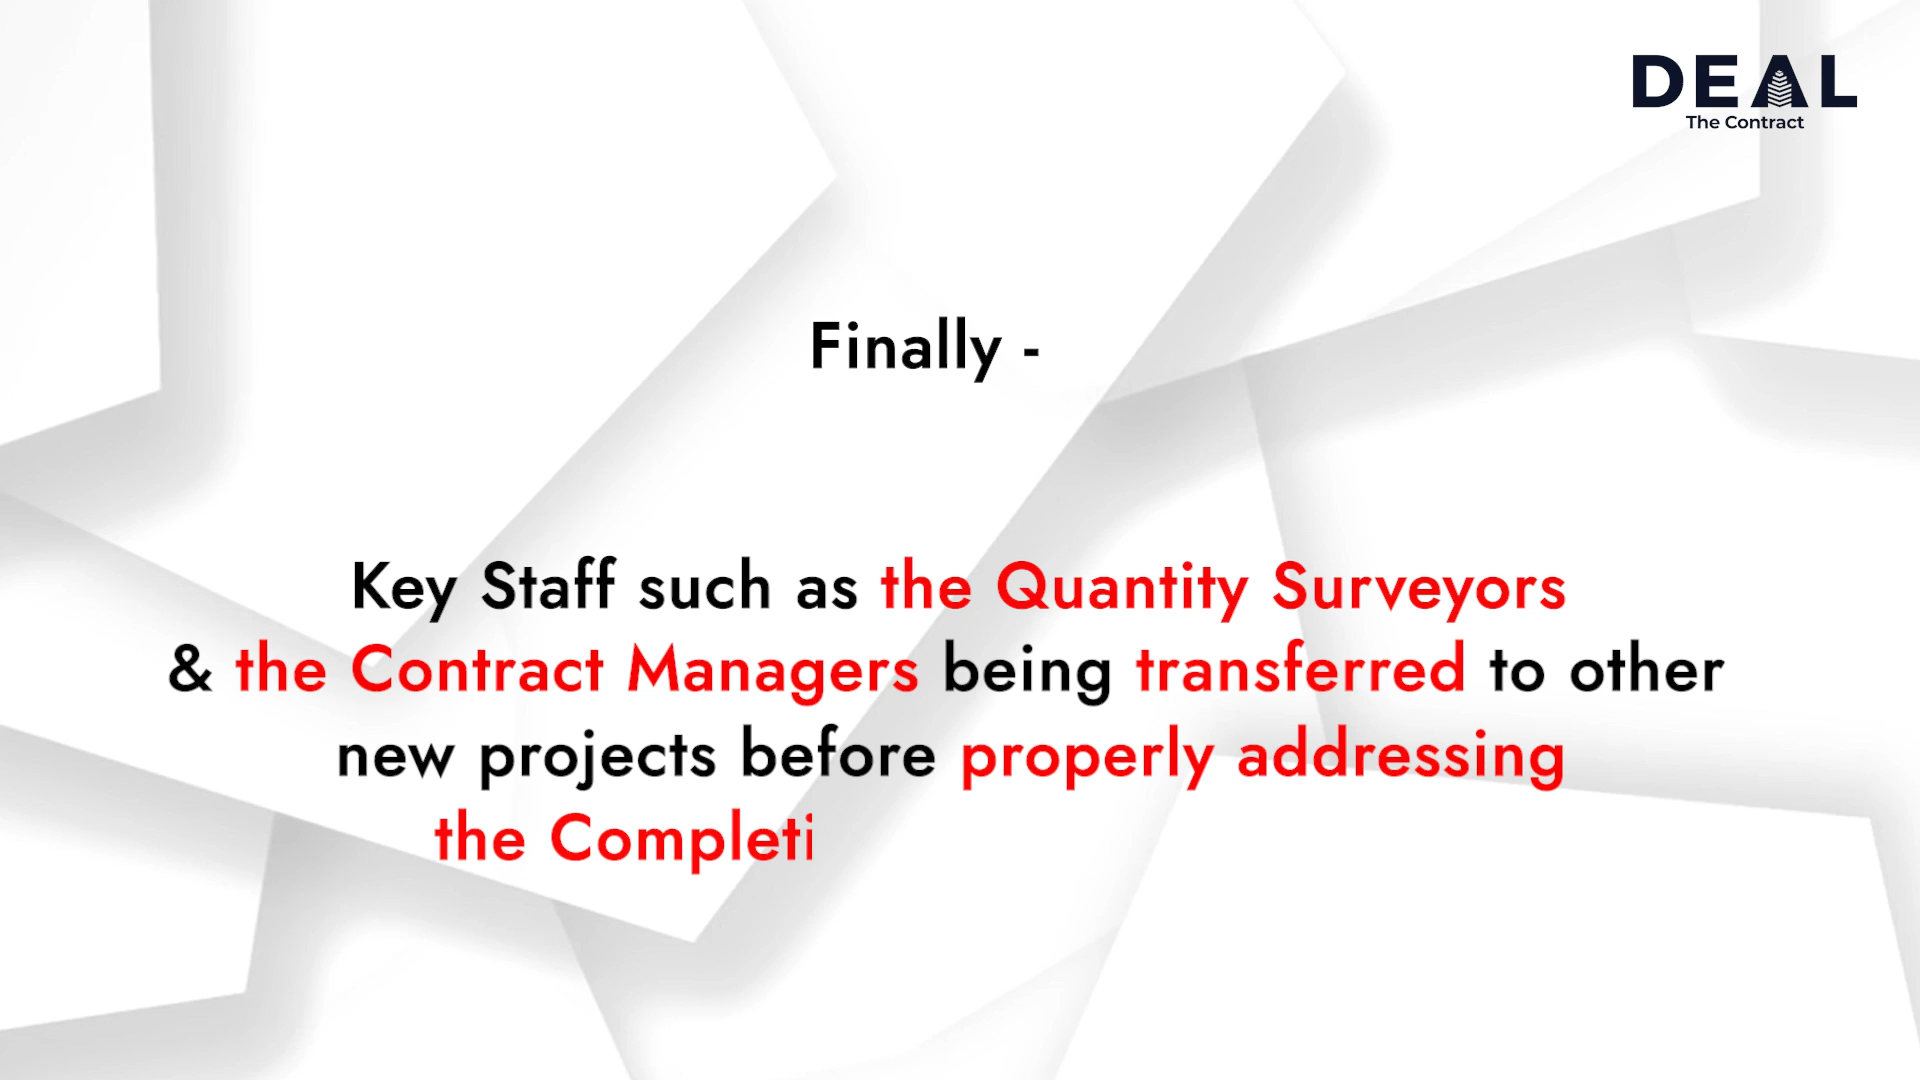 DEAL
The Contract
Finally -
Key Staff such as the Quantity Surveyors
& the Contract Managers being transferred to other
new projects before properly addressing
the Completi